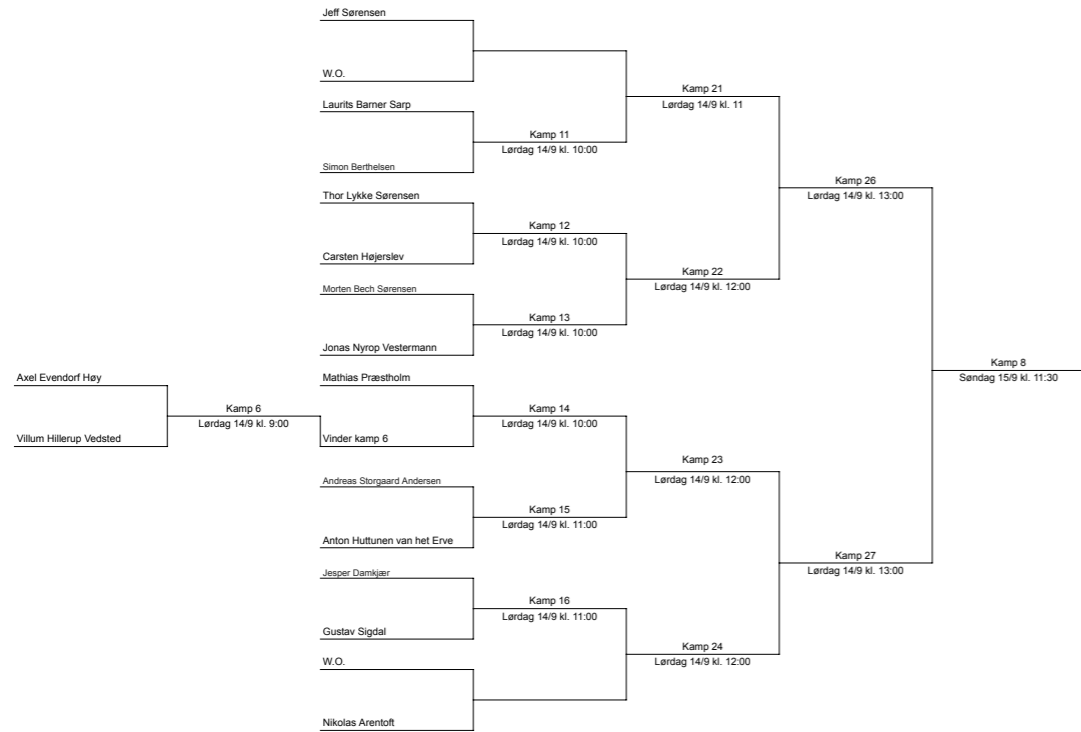 Jeff Sørensen
W.O.
Kamp 21
Lørdag 14/9 kl. 11
Laurits Barner Sarp
Kamp 11
Lørdag 14/9 kl. 10:00
Simon Berthelsen
Kamp 26
Lørdag 14/9 kl. 13:00
Thor Lykke Sørensen
Kamp 12
Lørdag 14/9 kl. 10:00
Carsten Højerslev
Kamp 22
Lørdag 14/9 kl. 12:00
Morten Bech Sørensen
Kamp 13
Lørdag 14/9 kl. 10:00
Jonas Nyrop Vestermann
Kamp 8
Søndag 15/9 kl. 11:30
Axel Evendorf Høy
Mathias Præstholm
Kamp 6
Lørdag 14/9 kl. 9:00
Kamp 14
Lørdag 14/9 kl. 10:00
Villum Hillerup Vedsted
Vinder kamp 6
Kamp 23
Lørdag 14/9 kl. 12:00
Andreas Storgaard Andersen
Kamp 15
Lørdag 14/9 kl. 11:00
Anton Huttunen van het Erve
Kamp 27
Lørdag 14/9 kl. 13:00
Jesper Damkjær
Kamp 16
Lørdag 14/9 kl. 11:00
Gustav Sigdal
Kamp 24
Lørdag 14/9 kl. 12:00
W.O.
Nikolas Arentoft